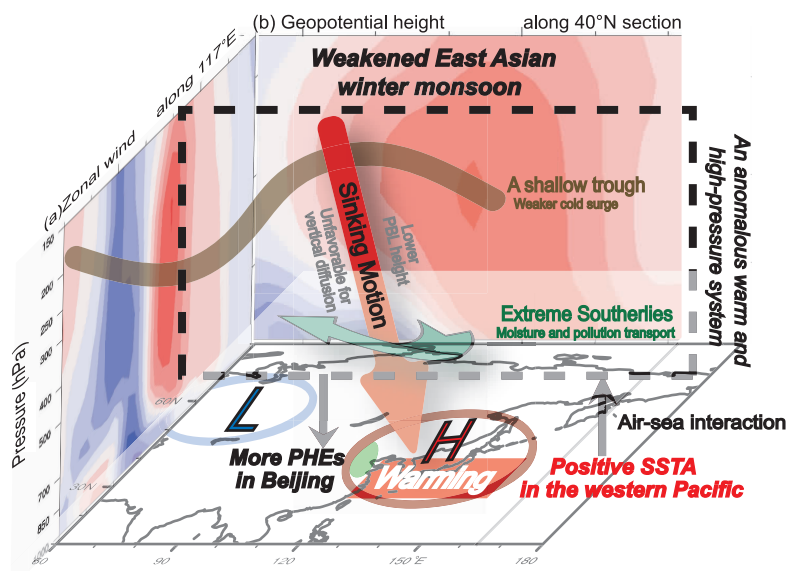 (b) Geopotential height along 40°N section
Weakened East Asian
winter monsoon
(a)Zonal wind along 117°E
An anomalous warm and
high-pressure system
A shallow trough
Weaker cold surge
Sinking Motion
Unfavorable for
vertical diffusion
Lower
PBL height
Extreme Southerlies
Moisture and pollution transport
Pressure (hPa)
150
200
250
300
400
500
700
850
60N
30N
L
H
Warming
More PHEs
in Beijing
Air-sea interaction
Positive SSTA
in the western Pacific
60
90
120
150°E
180